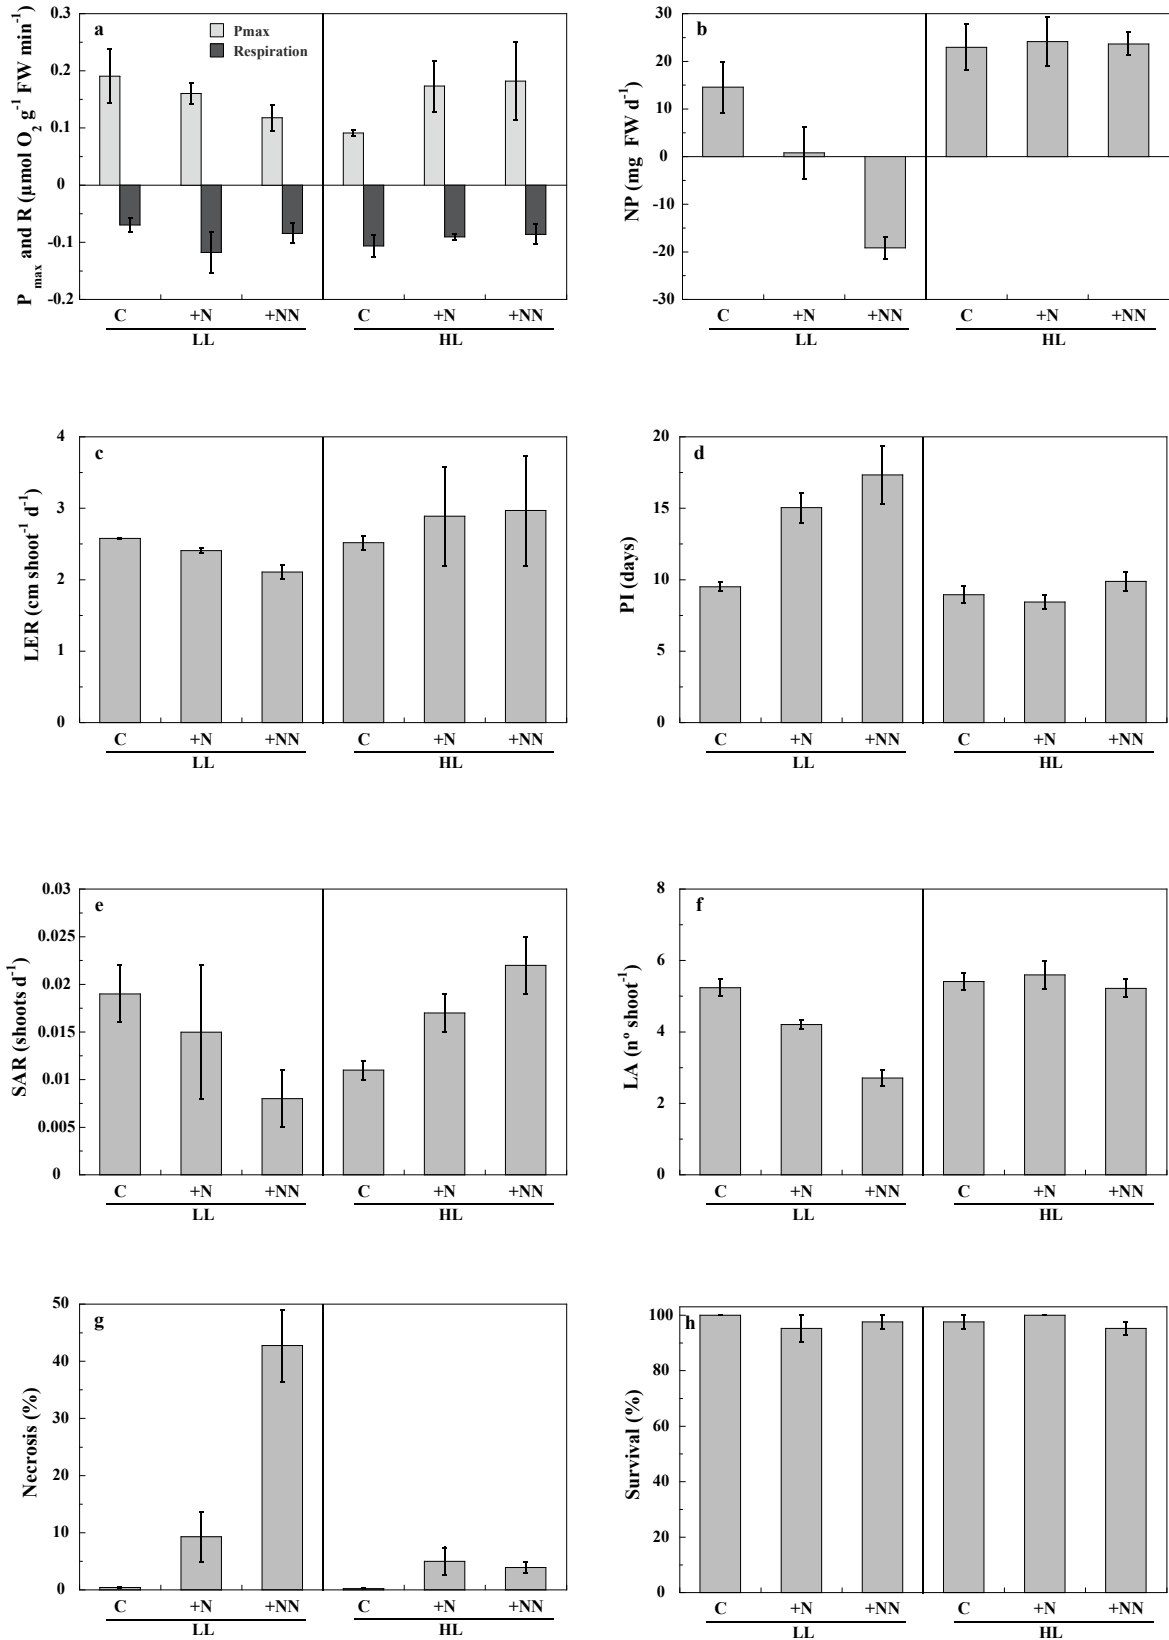 a
Pmax
Respiration
P max and R (µmol O2 g-1 FW min-1)
0.3
0.2
0.1
0
-0.1
-0.2
C +N +NN C +N +NN
LL HL
b
NP (mg FW d-1)
30
20
10
0
-10
-20
-30
C +N +NN C +N +NN
LL HL
c
LER (cm shoot-1 d-1)
4
3
2
1
0
C +N +NN C +N +NN
LL HL
d
PI (days)
20
15
10
5
0
C +N +NN C +N +NN
LL HL
e
SAR (shoots d-1)
0.03
0.025
0.02
0.015
0.01
0.005
0
C +N +NN C +N +NN
LL HL
f
LA (nº shoot-1)
8
6
4
2
0
C +N +NN C +N +NN
LL HL
g
Necrosis (%)
50
40
30
20
10
0
C +N +NN C +N +NN
LL HL
h
Survival (%)
100
80
60
40
20
0
C +N +NN C +N +NN
LL HL